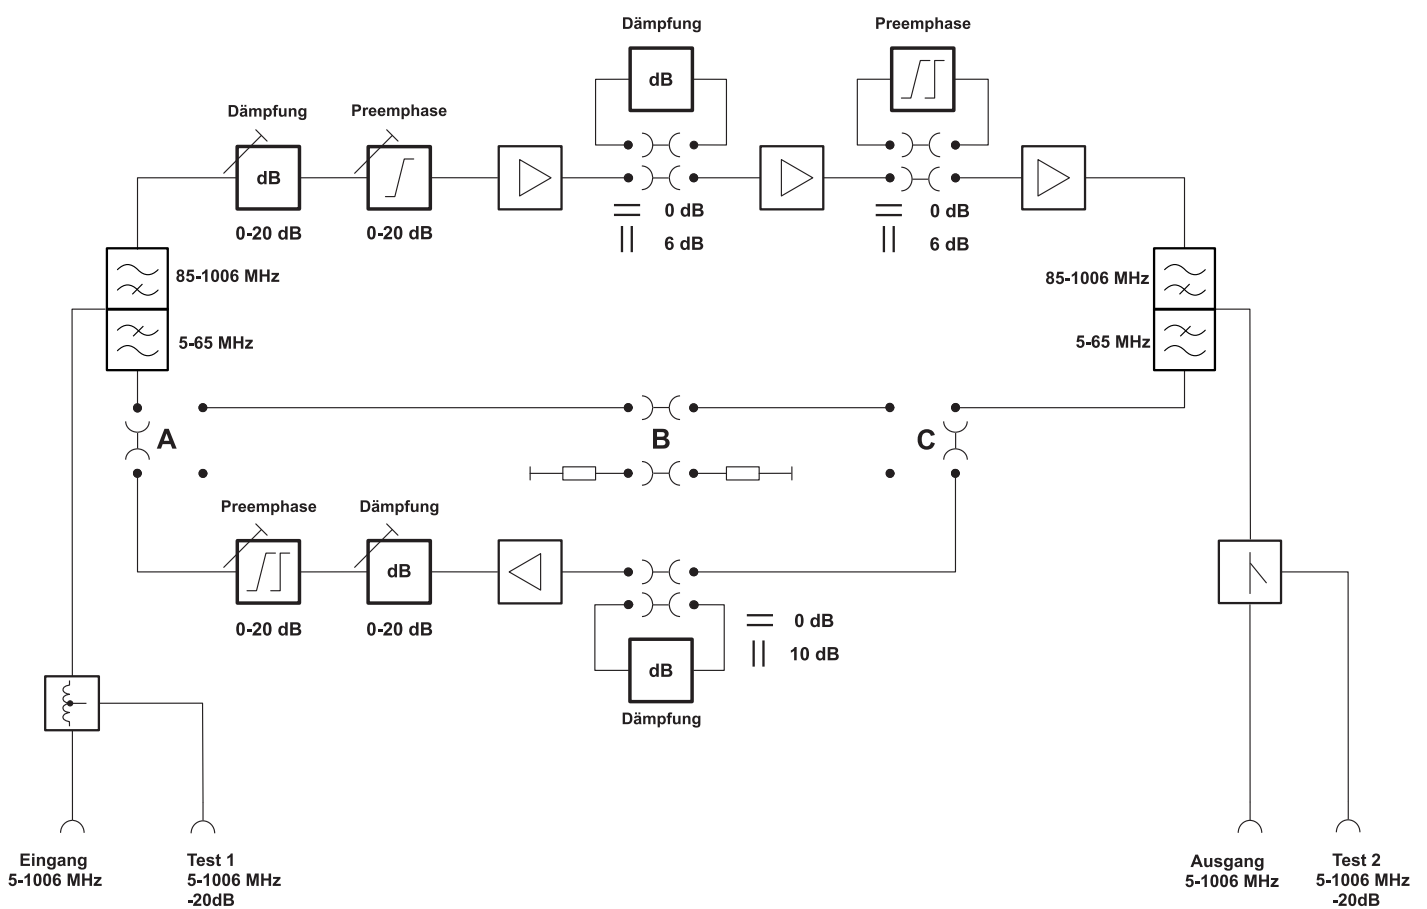 Dämpfung
Preemphase
dB
Dämpfung
Preemphase
dB
0-20 dB
0-20 dB
0 dB
6 dB
0 dB
6 dB
85-1006 MHz
85-1006 MHz
5-65 MHz
5-65 MHz
A
B
C
Preemphase
Dämpfung
dB
0-20 dB
0-20 dB
0 dB
10 dB
dB
Dämpfung
Eingang
5-1006 MHz
Test 1
5-1006 MHz
-20dB
Ausgang
5-1006 MHz
Test 2
5-1006 MHz
-20dB